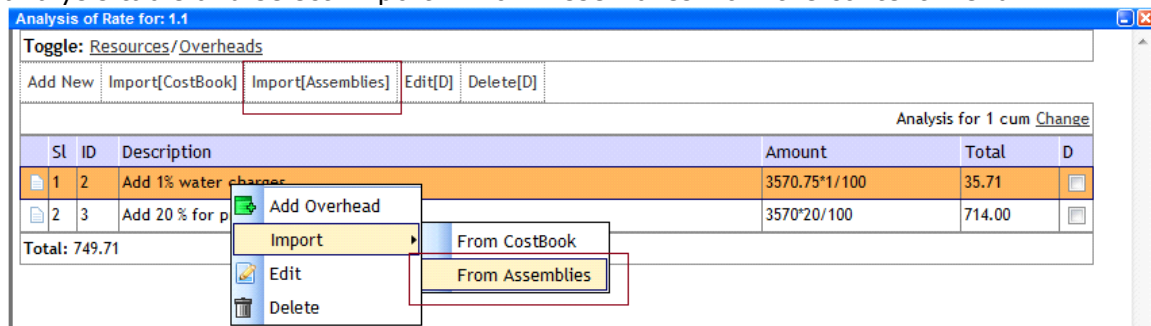 Analysis of Rate for: 1.1
Toggle: Resources/Overheads
Add New Import[CostBook] Import[Assemblies] Edit[D] Delete[D]
Analysis for 1 cum Change
Sl ID Description Amount Total D
1 2 Add 1% water charges 3570.75*1/100 35.71
2 3 Add 20 % for p 3570*20/100 714.00
Total: 749.71
Add Overhead
Import
From CostBook
From Assemblies
Edit
Delete